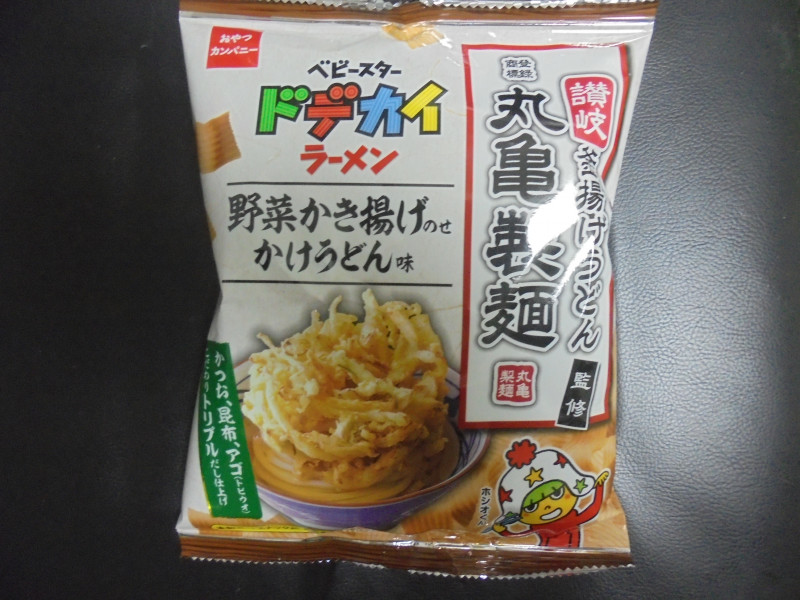 おやつ
カンパニー
ベビースター
ドデカイ
ラーメン
野菜かき揚げのせ
かけうどん味
登録
商標
讃岐釜揚げうどん
丸亀製麺
監修
丸亀
製麺
かつお、昆布、アゴ(トビウオ)
トリプルだし仕上げ
ホシオくん